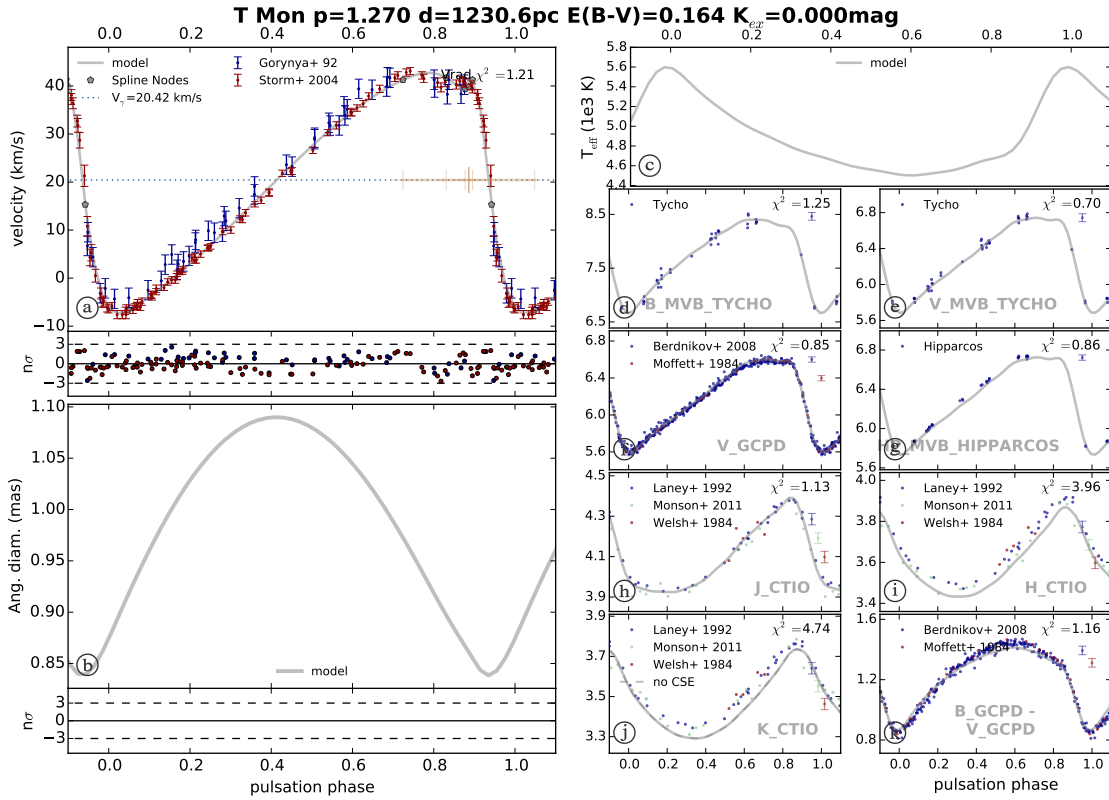 T Mon p=1.270 d=1230.6pc E(B-V)=0.164 K_ex=0.000mag
0.0 0.2 0.4 0.6 0.8 1.0
model
Spline Nodes
V_γ=20.42 km/s
Gorynya+ 92
Storm+ 2004
Vrad χ² =1.21
velocity (km/s)
40
30
20
10
0
−10
a
nσ
3
0
−3
Ang. diam. (mas)
1.10
1.05
1.00
0.95
0.90
0.85
b
model
nσ
3
0
−3
0.0 0.2 0.4 0.6 0.8 1.0
pulsation phase
0.0 0.2 0.4 0.6 0.8 1.0
T_eff (1e3 K)
5.8
5.6
5.4
5.2
5.0
4.8
4.6
4.4
model
c
8.5
7.5
6.5
Tycho
χ² =1.25
d
B_MVB_TYCHO
6.8
6.4
6.0
5.6
Tycho
χ² =0.70
e
V_MVB_TYCHO
6.8
6.4
6.0
5.6
Berdnikov+ 2008
Moffett+ 1984
χ² =0.85
V_GCPD
6.8
6.4
6.0
5.6
Hipparcos
χ² =0.86
g
MVB_HIPPARCOS
4.5
4.3
4.1
3.9
Laney+ 1992
Monson+ 2011
Welsh+ 1984
χ² =1.13
h
J_CTIO
4.0
3.8
3.6
3.4
Laney+ 1992
Monson+ 2011
Welsh+ 1984
χ² =3.96
i
H_CTIO
3.9
3.7
3.5
3.3
Laney+ 1992
Monson+ 2011
Welsh+ 1984
no CSE
χ² =4.74
j
K_CTIO
0.0 0.2 0.4 0.6 0.8 1.0
pulsation phase
1.6
1.2
0.8
Berdnikov+ 2008
Moffett+ 1984
χ² =1.16
k
B_GCPD -
V_GCPD
0.0 0.2 0.4 0.6 0.8 1.0
pulsation phase